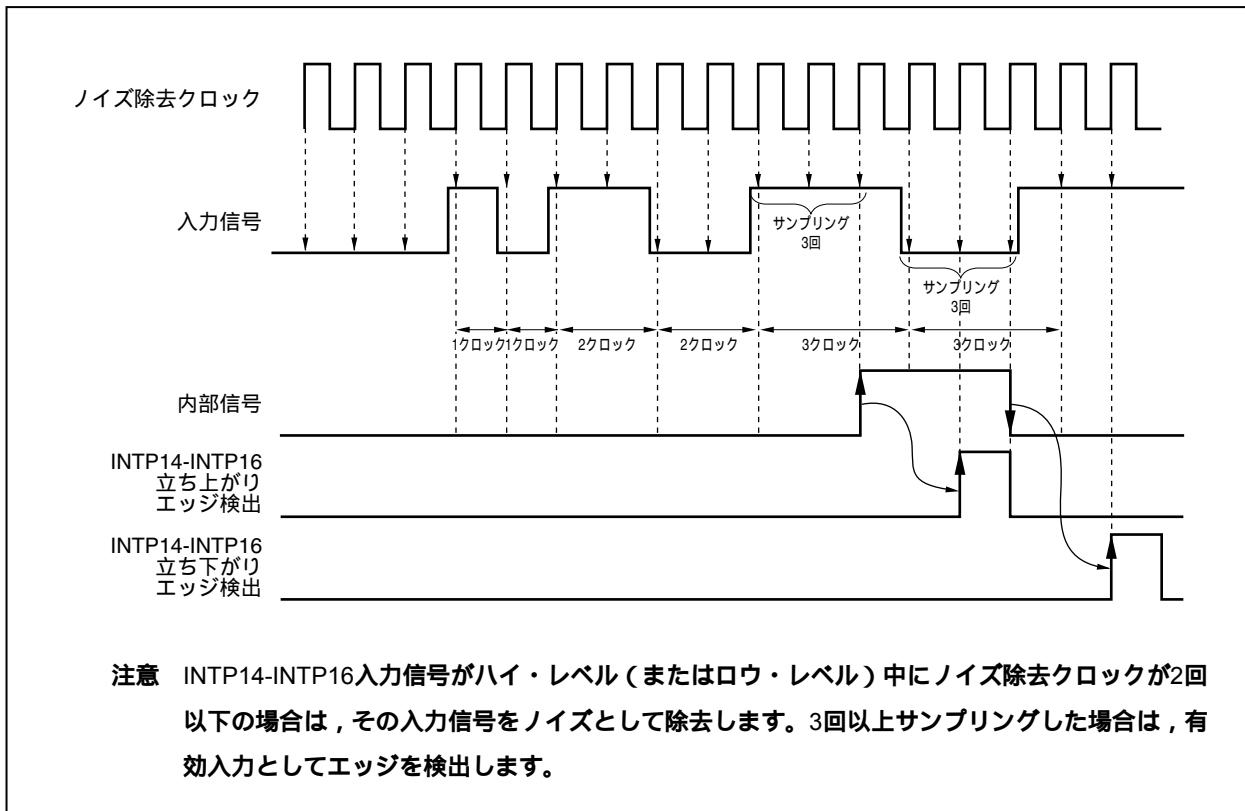 ノイズ除去クロック
入力信号
サンプリング
3回
サンプリング
3回
1クロック 1クロック 2クロック 2クロック 3クロック 3クロック
内部信号
INTP14-INTP16
立ち上がり
エッジ検出
INTP14-INTP16
立ち下がり
エッジ検出
注意 INTP14-INTP16入力信号がハイ・レベル（またはロウ・レベル）中にノイズ除去クロックが2回
以下の場合は，その入力信号をノイズとして除去します。3回以上サンプリングした場合は，有
効入力としてエッジを検出します。